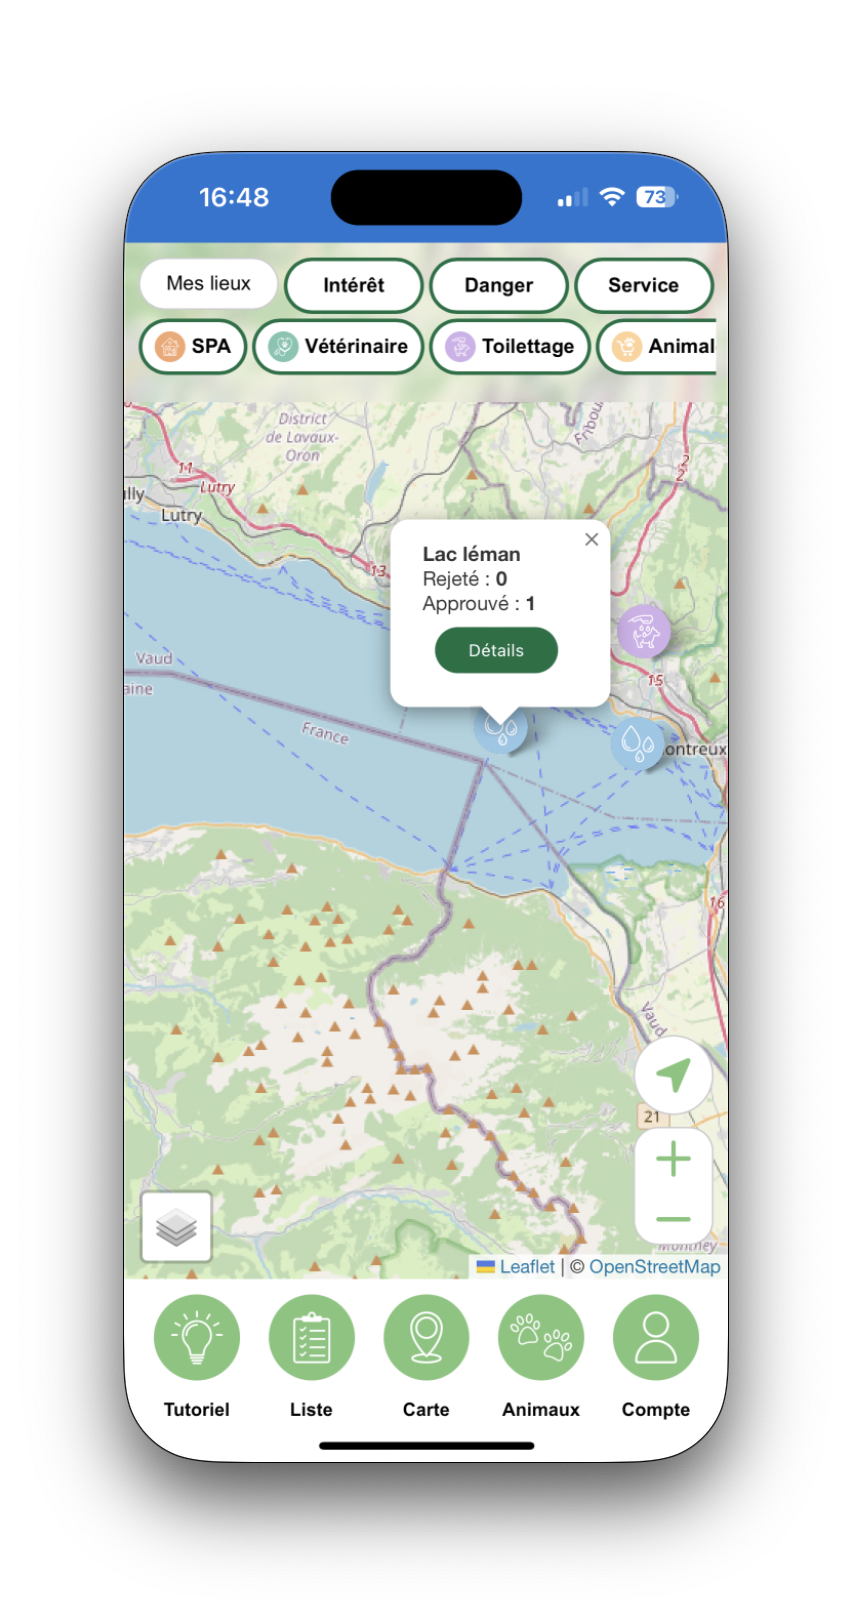 16:48
73
Mes lieux
Intérêt
Danger
Service
SPA
Vétérinaire
Toilettage
Animal
District
de Lavaux-
Oron
11
Lutry
Lutry
13
2
2
Lac léman
Rejeté : 0
Approuvé : 1
Détails
15
Vaud
aine
France
ontreux
16
Vaud
21
Monthey
Leaflet | © OpenStreetMap
Tutoriel
Liste
Carte
Animaux
Compte